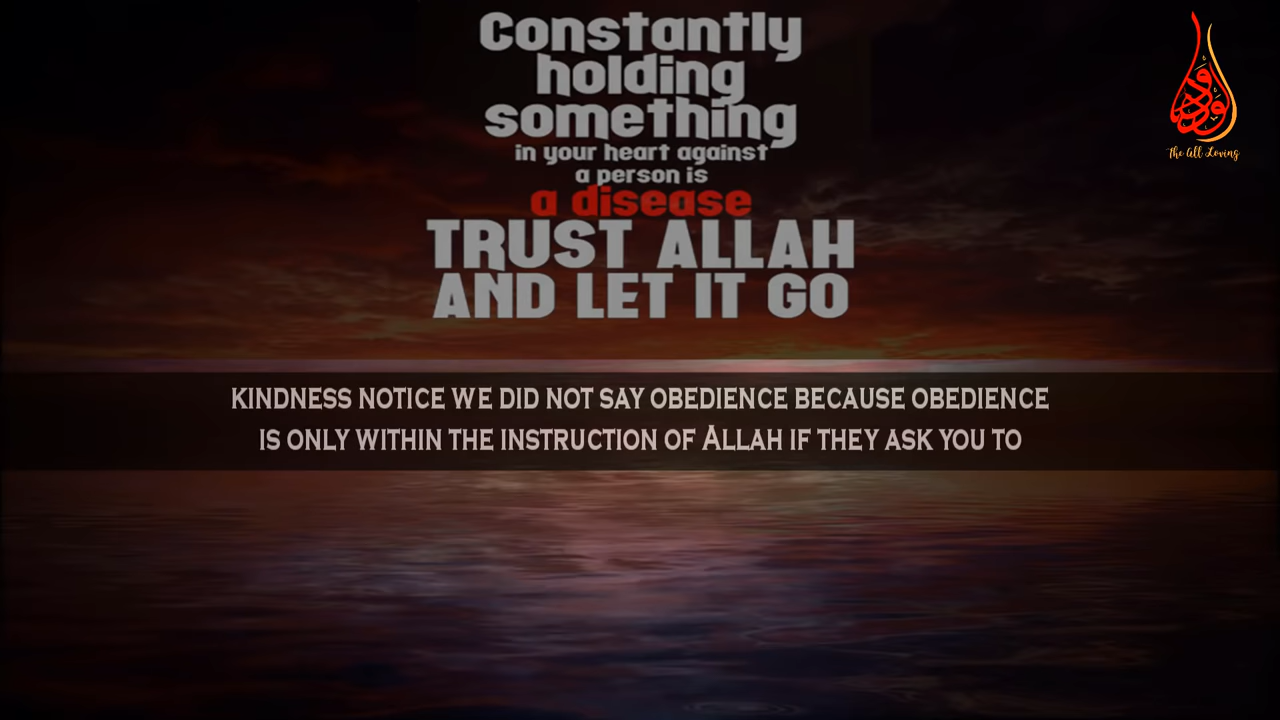 Constantly
holding
something
in your heart against
a person is
a disease
TRUST ALLAH
AND LET IT GO
The All Loving
KINDNESS NOTICE WE DID NOT SAY OBEDIENCE BECAUSE OBEDIENCE
IS ONLY WITHIN THE INSTRUCTION OF ALLAH IF THEY ASK YOU TO